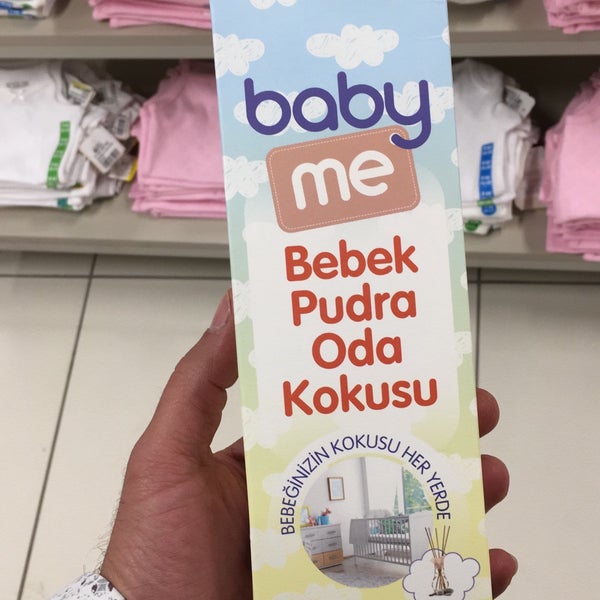 baby
me
Bebek
Pudra
Oda
Kokusu
BEBEĞİNİZİN KOKUSU HER YERDE